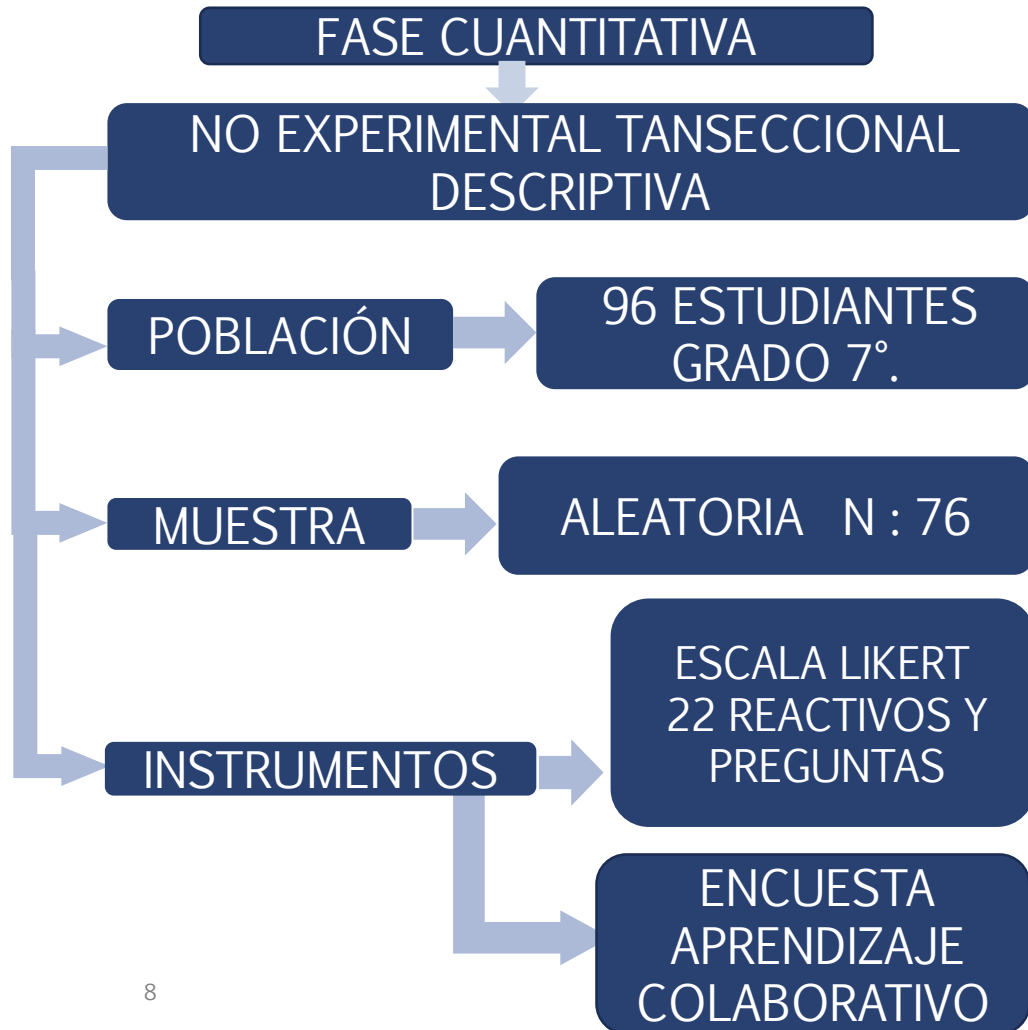 FASE CUANTITATIVA
NO EXPERIMENTAL TANSECCIONAL
DESCRIPTIVA
POBLACIÓN
96 ESTUDIANTES
GRADO 7°.
MUESTRA
ALEATORIA N : 76
INSTRUMENTOS
ESCALA LIKERT
22 REACTIVOS Y
PREGUNTAS
ENCUESTA
APRENDIZAJE
COLABORATIVO
8